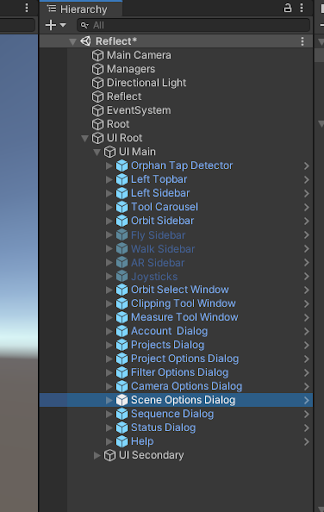 Hierarchy
All
Reflect*
Main Camera
Managers
Directional Light
Reflect
EventSystem
Root
UI Root
UI Main
Orphan Tap Detector
Left Topbar
Left Sidebar
Tool Carousel
Orbit Sidebar
Fly Sidebar
Walk Sidebar
AR Sidebar
Joysticks
Orbit Select Window
Clipping Tool Window
Measure Tool Window
Account  Dialog
Projects Dialog
Project Options Dialog
Filter Options Dialog
Camera Options Dialog
Scene Options Dialog
Sequence Dialog
Status Dialog
Help
UI Secondary